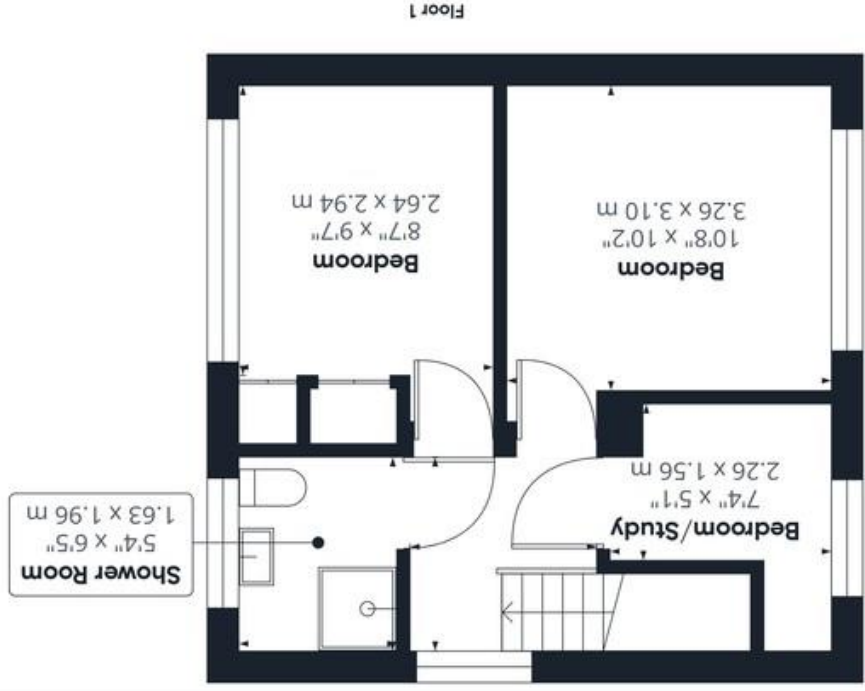 Shower Room
5'4" x 6'5"
1.63 x 1.96 m
Bedroom/Study
7'4" x 5'1"
2.26 x 1.56 m
Bedroom
10'8" x 10'2"
3.26 x 3.10 m
Bedroom
8'7" x 9'7"
2.64 x 2.94 m
Floor 1